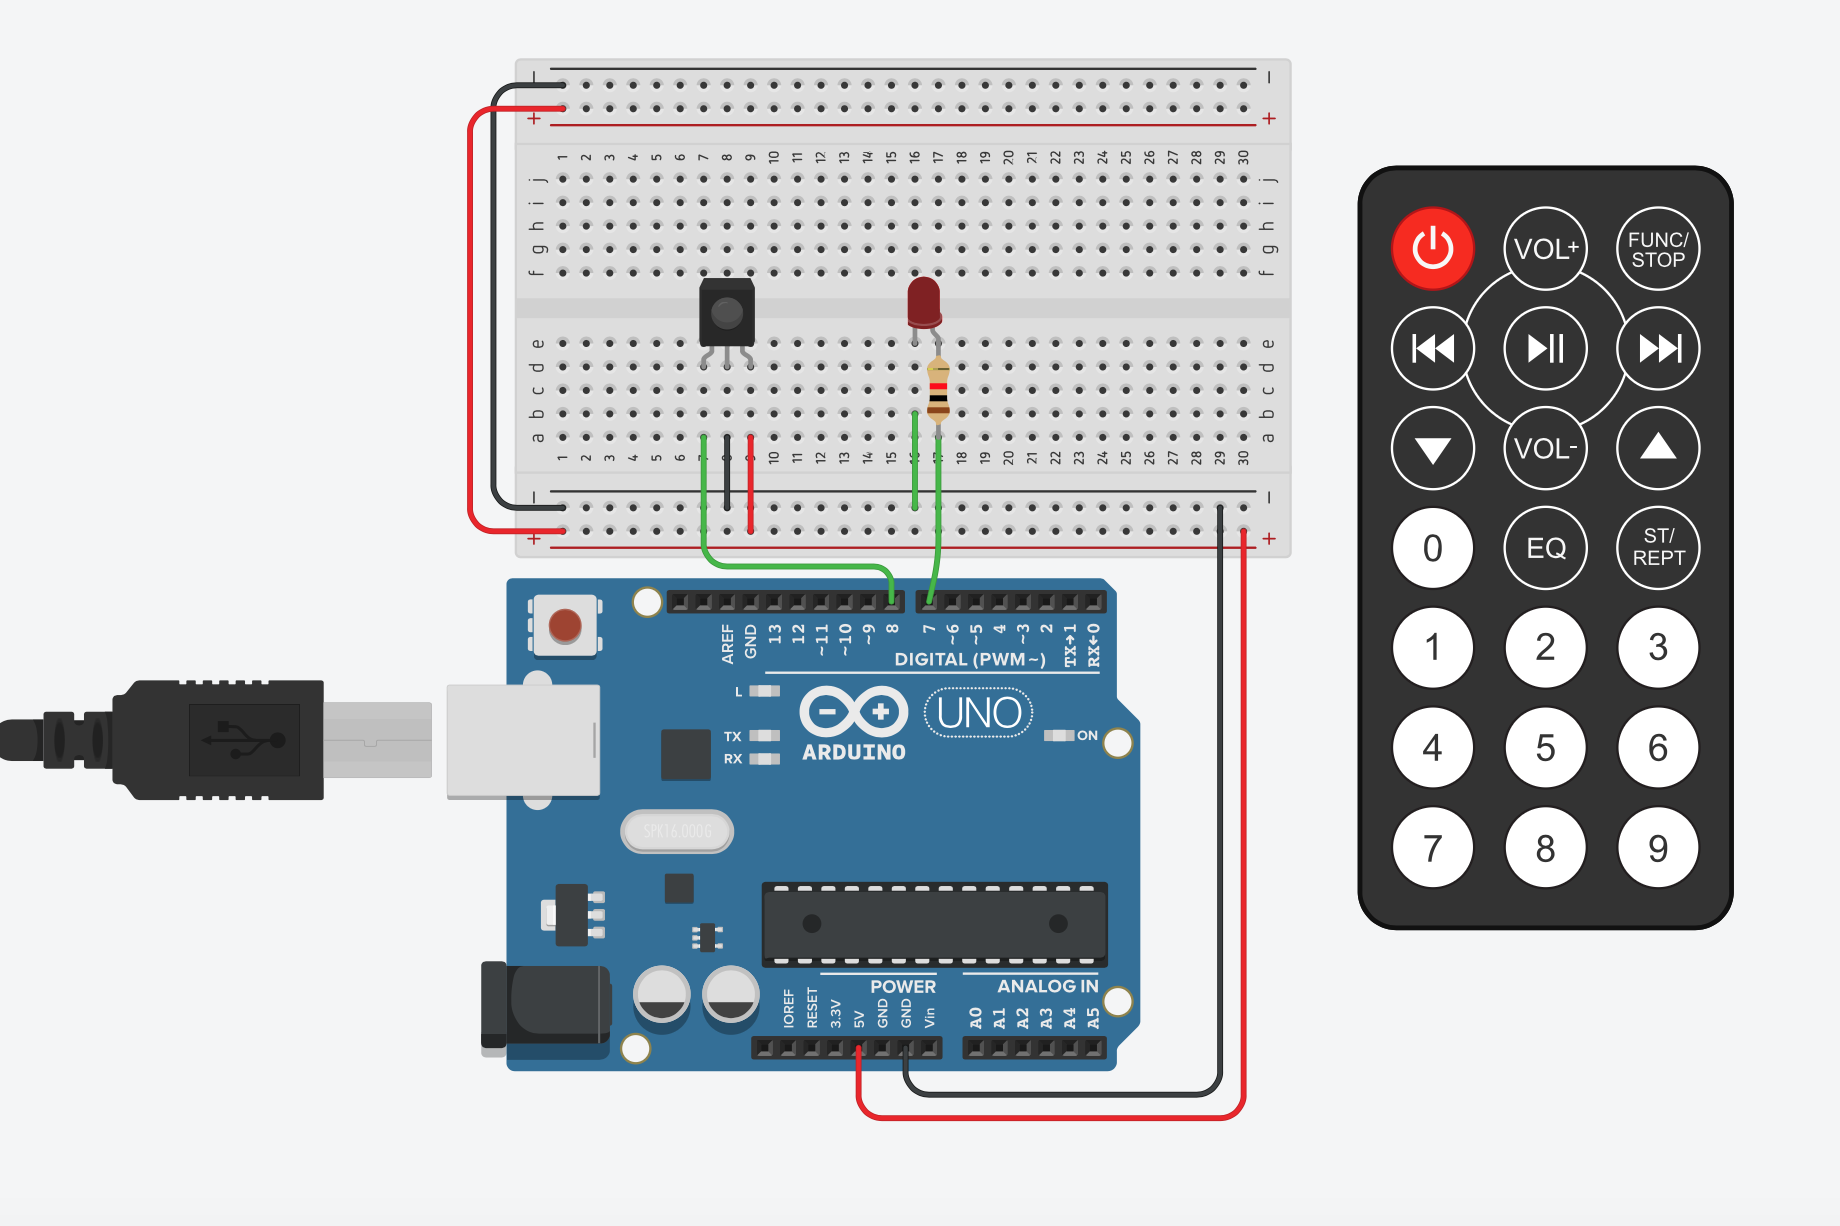 − −
+ +
1 2 3 4 5 6 7 8 9 10 11 12 13 14 15 16 17 18 19 20 21 22 23 24 25 26 27 28 29 30
j j
i i
h h
g g
f f
e e
d d
c c
b b
a a
1 2 3 4 5 6 7 8 9 10 11 12 13 14 15 16 17 18 19 20 21 22 23 24 25 26 27 28 29 30
− −
+ +
AREF GND 13 12 ~11 ~10 ~9 8 7 ~6 ~5 4 ~3 2 TX→1 RX←0
DIGITAL (PWM~)
L
TX
RX
UNO
ARDUINO
ON
SPK16.000G
POWER
ANALOG IN
IOREF RESET 3.3V 5V GND GND Vin A0 A1 A2 A3 A4 A5
VOL+
FUNC/
STOP
VOL-
0
EQ
ST/
REPT
1 2 3
4 5 6
7 8 9